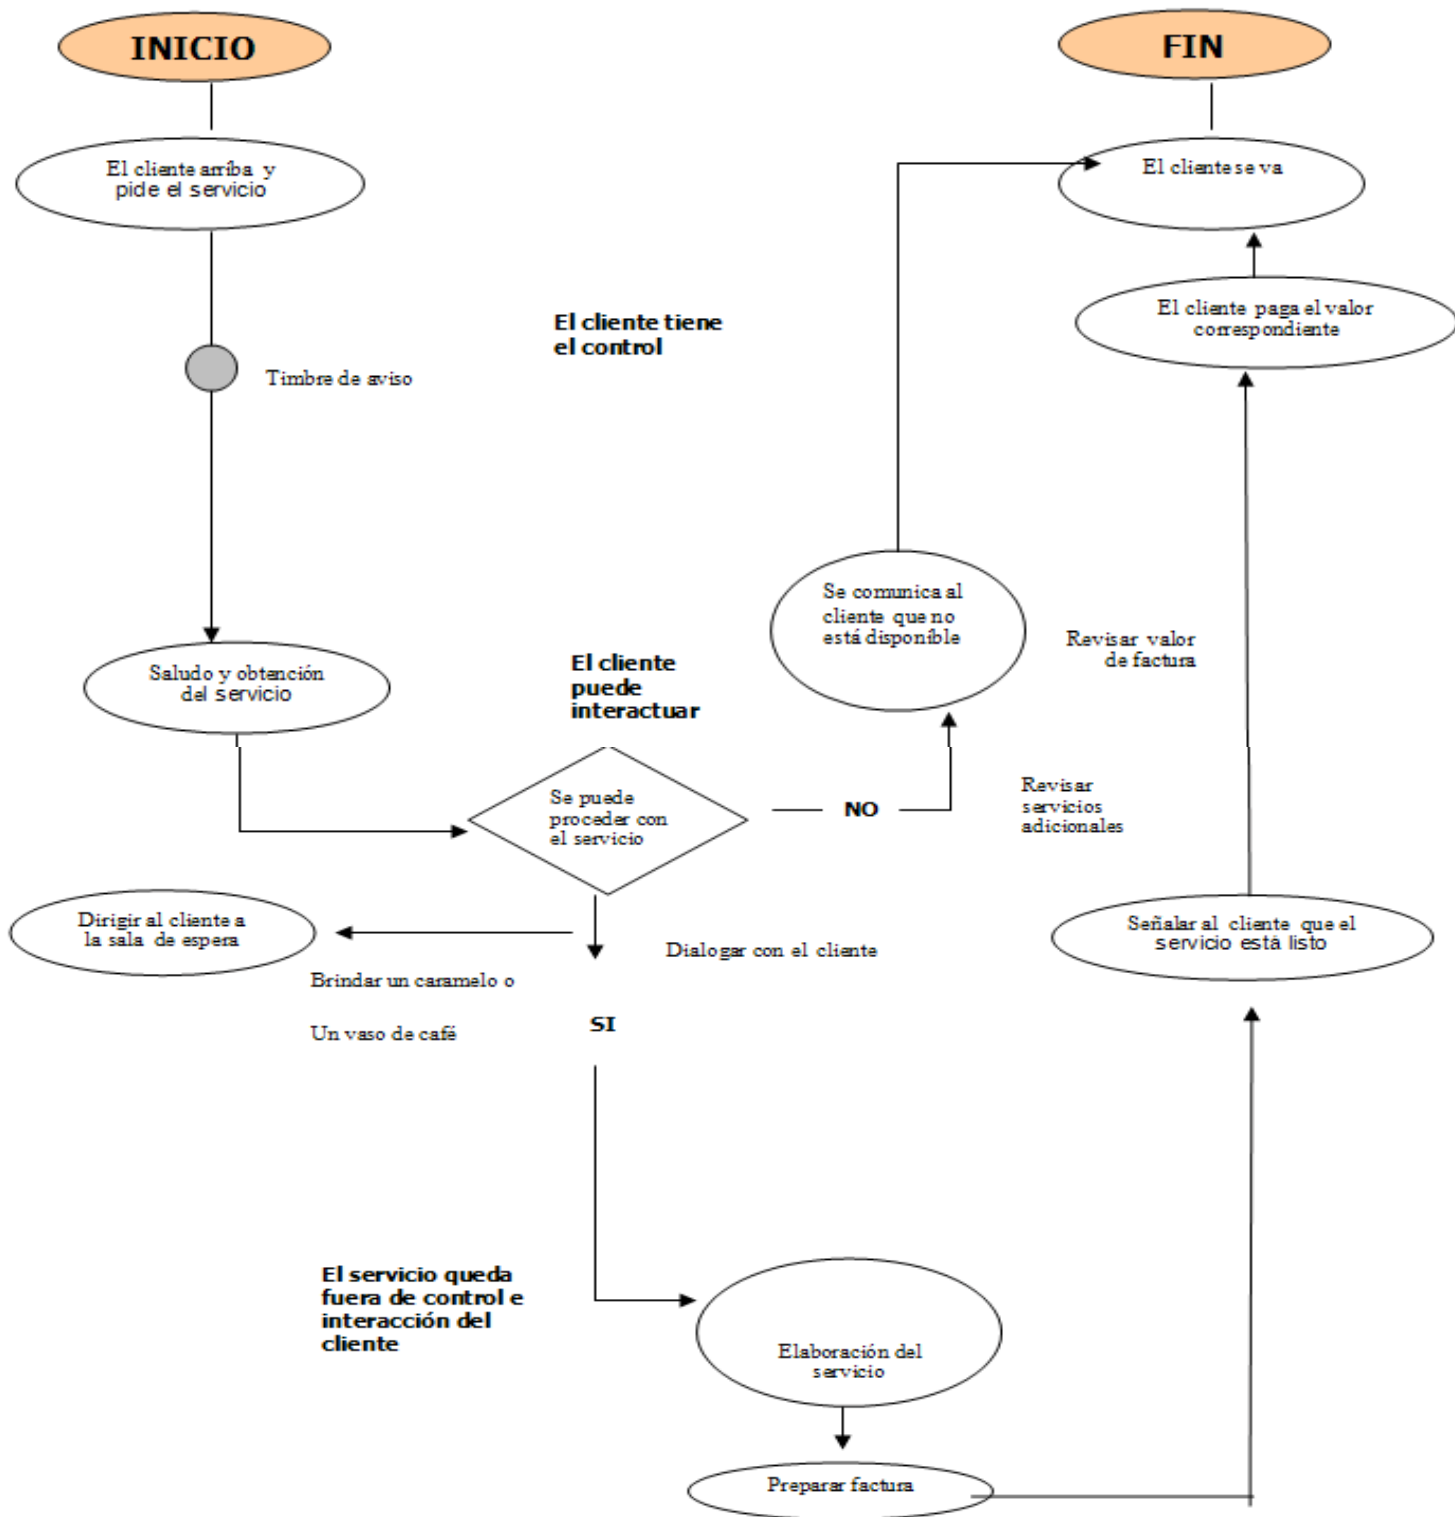 INICIO
FIN
El cliente arriba y
pide el servicio
El cliente se va
El cliente tiene
el control
El cliente paga el valor
correspondiente
Timbre de aviso
Se comunica al
cliente que no
está disponible
Revisar valor
de factura
Saludo y obtención
del servicio
El cliente
puede
interactuar
Se puede
proceder con
el servicio
NO
Revisar
servicios
adicionales
Dirigir al cliente a
la sala de espera
Dialogar con el cliente
Señalar al cliente que el
servicio está listo
Brindar un caramelo o
Un vaso de café
SI
El servicio queda
fuera de control e
interacción del
cliente
Elaboración del
servicio
Preparar factura